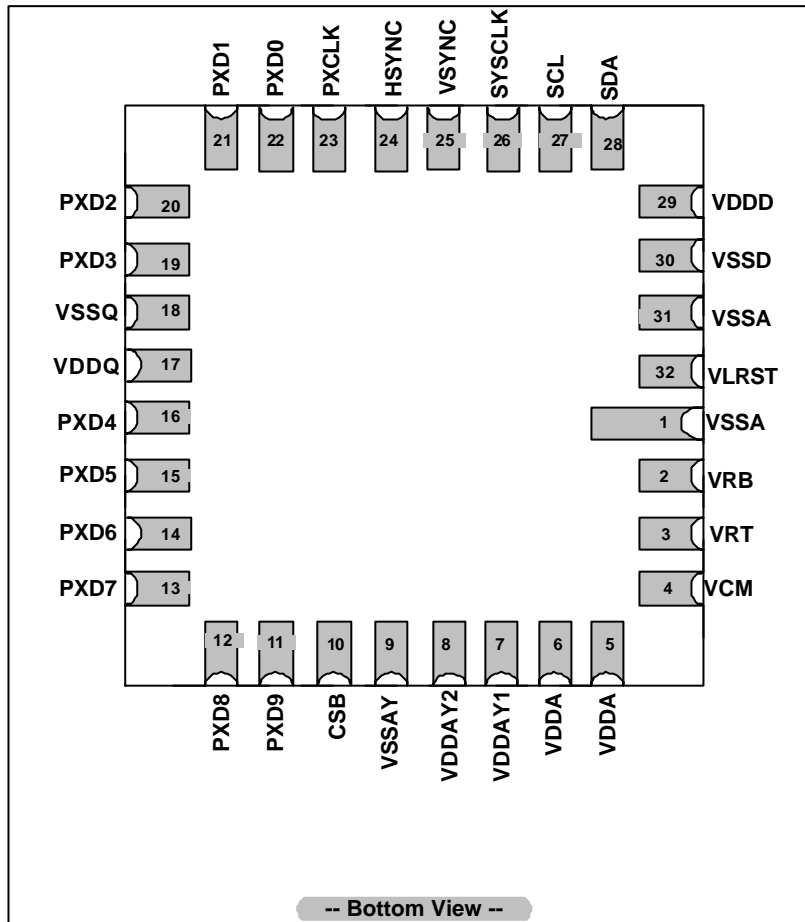 PXD1 PXD0 PXCLK HSYNC VSYNC SYSCLK SCL SDA
21 22 23 24 25 26 27 28
PXD2 20 29 VDDD
PXD3 19 30 VSSD
VSSQ 18 31 VSSA
VDDQ 17 32 VLRST
PXD4 16 1 VSSA
PXD5 15 2 VRB
PXD6 14 3 VRT
PXD7 13 4 VCM
12 11 10 9 8 7 6 5
PXD8 PXD9 CSB VSSAY VDDAY2 VDDAY1 VDDA VDDA
-- Bottom View --